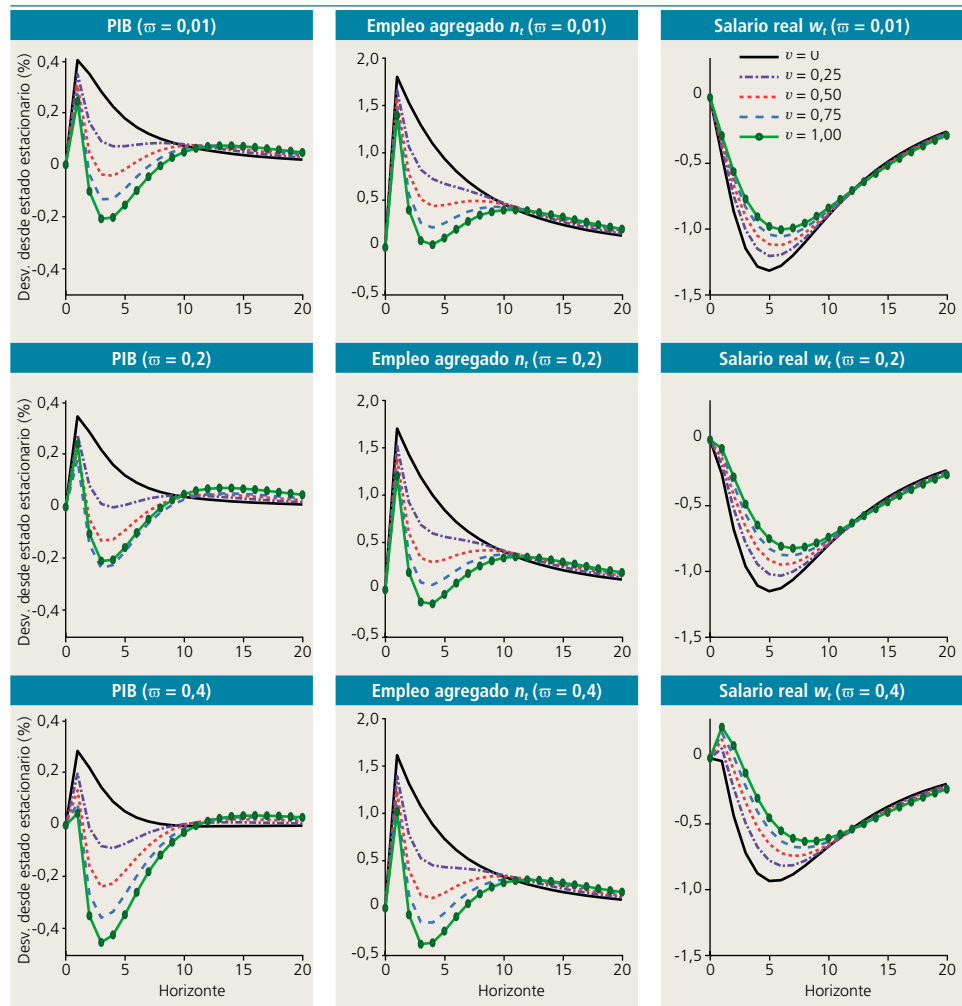 PIB (ϖ = 0,01)
Empleo agregado nt (ϖ = 0,01)
Salario real wt (ϖ = 0,01)
Desv. desde estado estacionario (%)
0,4
0,2
0
-0,2
-0,4
0 5 10 15 20
2,0
1,5
1,0
0,5
0
-0,5
0 5 10 15 20
υ = 0
υ = 0,25
υ = 0,50
υ = 0,75
υ = 1,00
0
-0,5
-1,0
-1,5
0 5 10 15 20
PIB (ϖ = 0,2)
Empleo agregado nt (ϖ = 0,2)
Salario real wt (ϖ = 0,2)
Desv. desde estado estacionario (%)
0,4
0,2
0
-0,2
-0,4
0 5 10 15 20
2,0
1,5
1,0
0,5
0
-0,5
0 5 10 15 20
0
-0,5
-1,0
-1,5
0 5 10 15 20
PIB (ϖ = 0,4)
Empleo agregado nt (ϖ = 0,4)
Salario real wt (ϖ = 0,4)
Desv. desde estado estacionario (%)
0,4
0,2
0
-0,2
-0,4
0 5 10 15 20
Horizonte
2,0
1,5
1,0
0,5
0
-0,5
0 5 10 15 20
Horizonte
0
-0,5
-1,0
-1,5
0 5 10 15 20
Horizonte